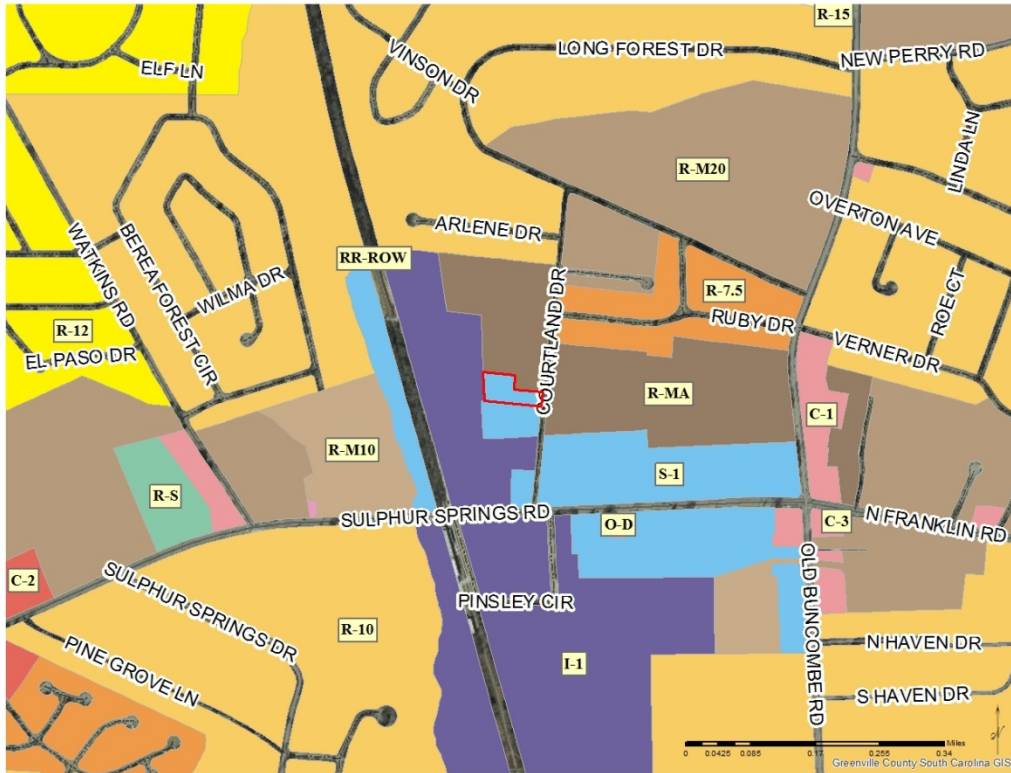 R-15
LONG FOREST DR
NEW PERRY RD
ELF LN
VINSON DR
LINDA LN
R-M20
OVERTON AVE
ARLENE DR
WATKINS RD
BEREA FOREST CIR
RR-ROW
COURTLAND DR
WILMA DR
R-7.5
ROE CT
RUBY DR
R-12
VERNER DR
EL PASO DR
R-MA
C-1
R-M10
S-1
R-S
SULPHUR SPRINGS RD
O-D
C-3
N FRANKLIN RD
C-2
SULPHUR SPRINGS DR
PINSLEY CIR
OLD BUNCOMBE RD
R-10
N HAVEN DR
PINE GROVE LN
I-1
S HAVEN DR
N
Miles
0 0.0425 0.085 0.17 0.255 0.34
Greenville County South Carolina GIS